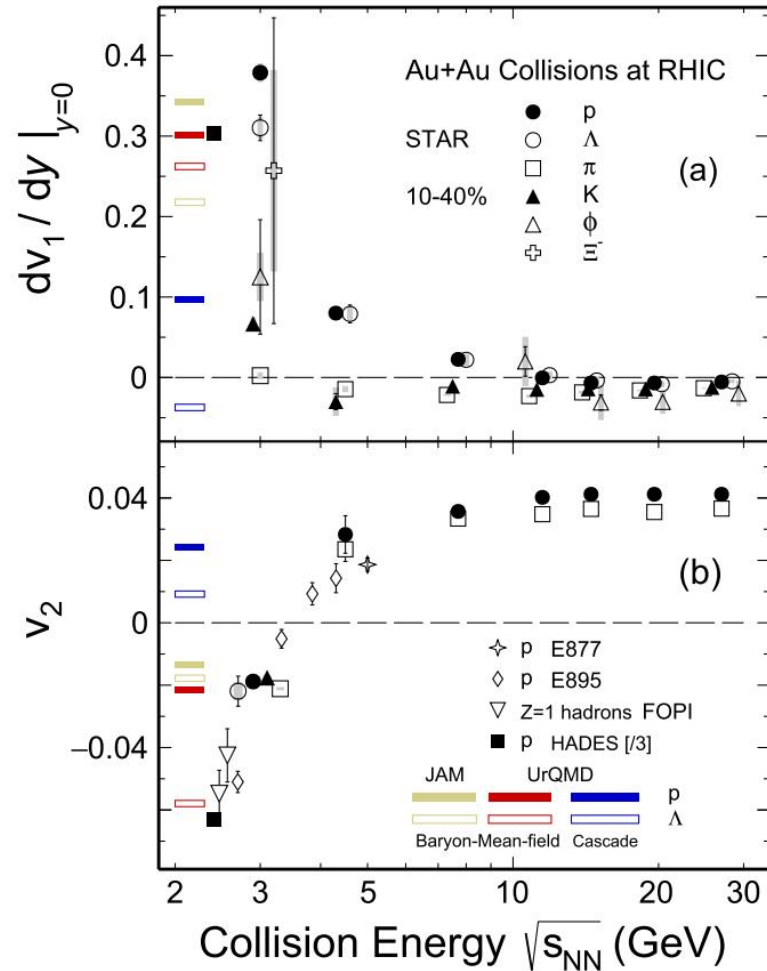 0.4
0.3
0.2
0.1
0
dv₁ / dy |y=0
Au+Au Collisions at RHIC
p
STAR Λ
π
10-40% K
ϕ
Ξ⁻
(a)
0.04
0
−0.04
v₂
(b)
p E877
p E895
Z=1 hadrons FOPI
p HADES [/3]
JAM UrQMD
p
Λ
Baryon-Mean-field Cascade
2 3 4 5 10 20 30
Collision Energy √sNN (GeV)